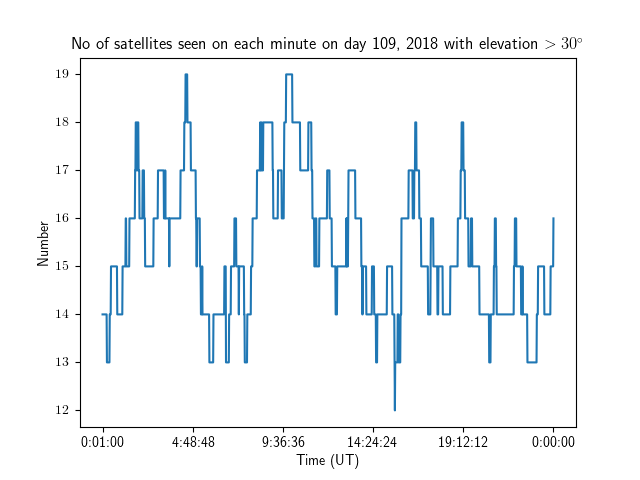 No of satellites seen on each minute on day 109, 2018 with elevation > 30°
19
18
17
16
15
14
13
12
Number
0:01:00 4:48:48 9:36:36 14:24:24 19:12:12 0:00:00
Time (UT)